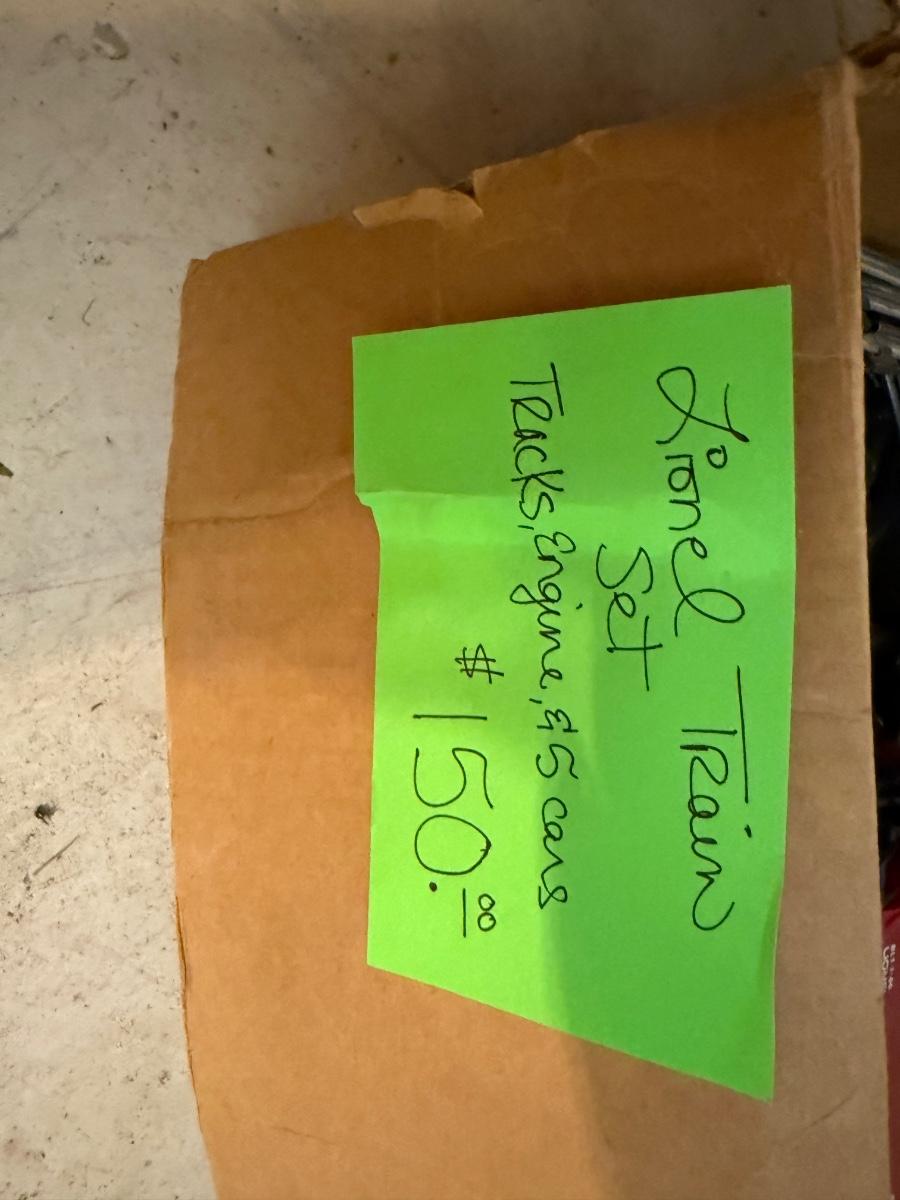 Lionel Train
Set
Tracks, Engine, & 5 cars
$150.00